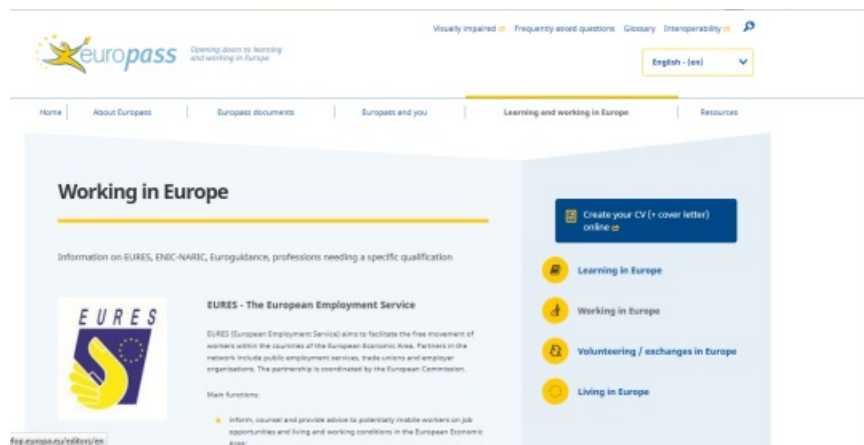 Visually impaired Frequently asked questions Glossary Interoperability
europass Opening doors to learning
and working in Europe
English - (en)
Home About Europass Europass documents Europass and you Learning and working in Europe Resources
Working in Europe
Create your CV (+ cover letter)
online
Information on EURES, ENIC-NARIC, Euroguidance, professions needing a specific qualification
Learning in Europe
Working in Europe
Volunteering / exchanges in Europe
Living in Europe
EURES
EURES - The European Employment Service
EURES (European Employment Service) aims to facilitate the free movement of
workers within the countries of the European Economic Area. Partners in the
network include public employment services, trade unions and employer
organisations. The partnership is coordinated by the European Commission.
Main functions:
inform, counsel and provide advice to potentially mobile workers on job
opportunities and living and working conditions in the European Economic
Area;
europa.eu/editors/en